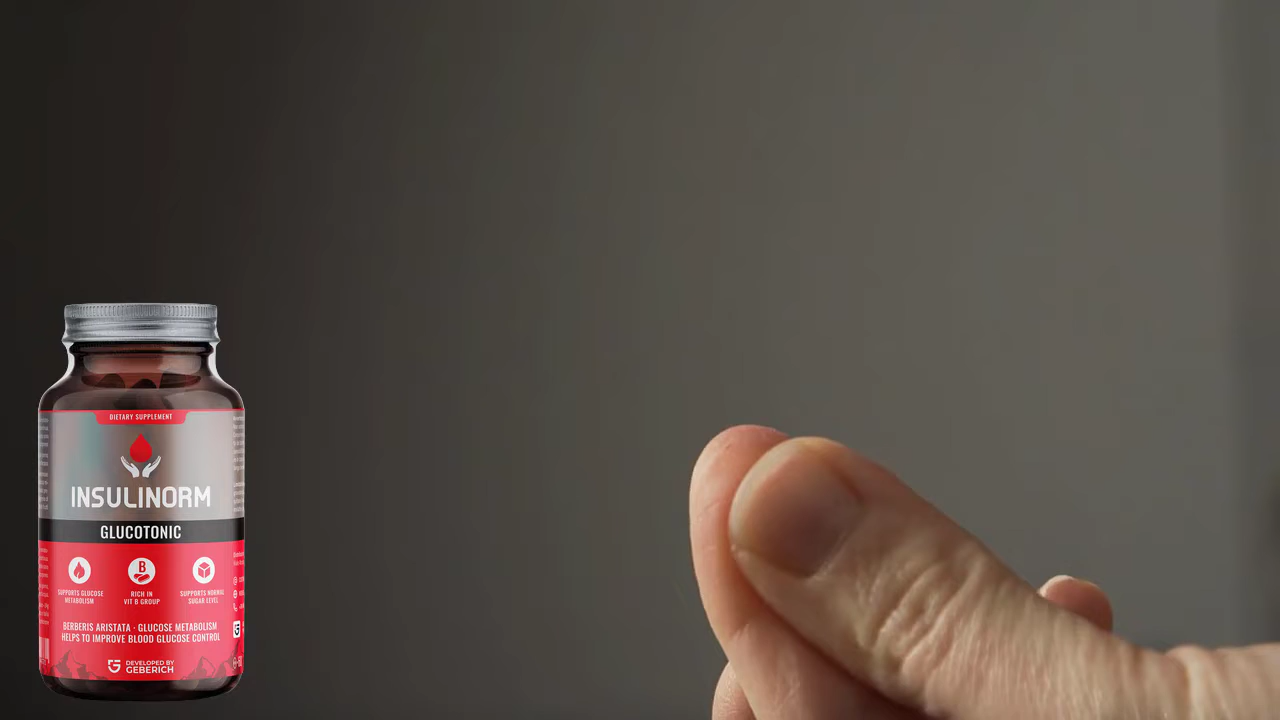 DIETARY SUPPLEMENT
INSULINORM
GLUCOTONIC
B
SUPPORTS GLUCOSE
METABOLISM
RICH IN
VIT B GROUP
SUPPORTS NORMAL
SUGAR LEVEL
BERBERIS ARISTATA · GLUCOSE METABOLISM
HELPS TO IMPROVE BLOOD GLUCOSE CONTROL
DEVELOPED BY
GEBERICH